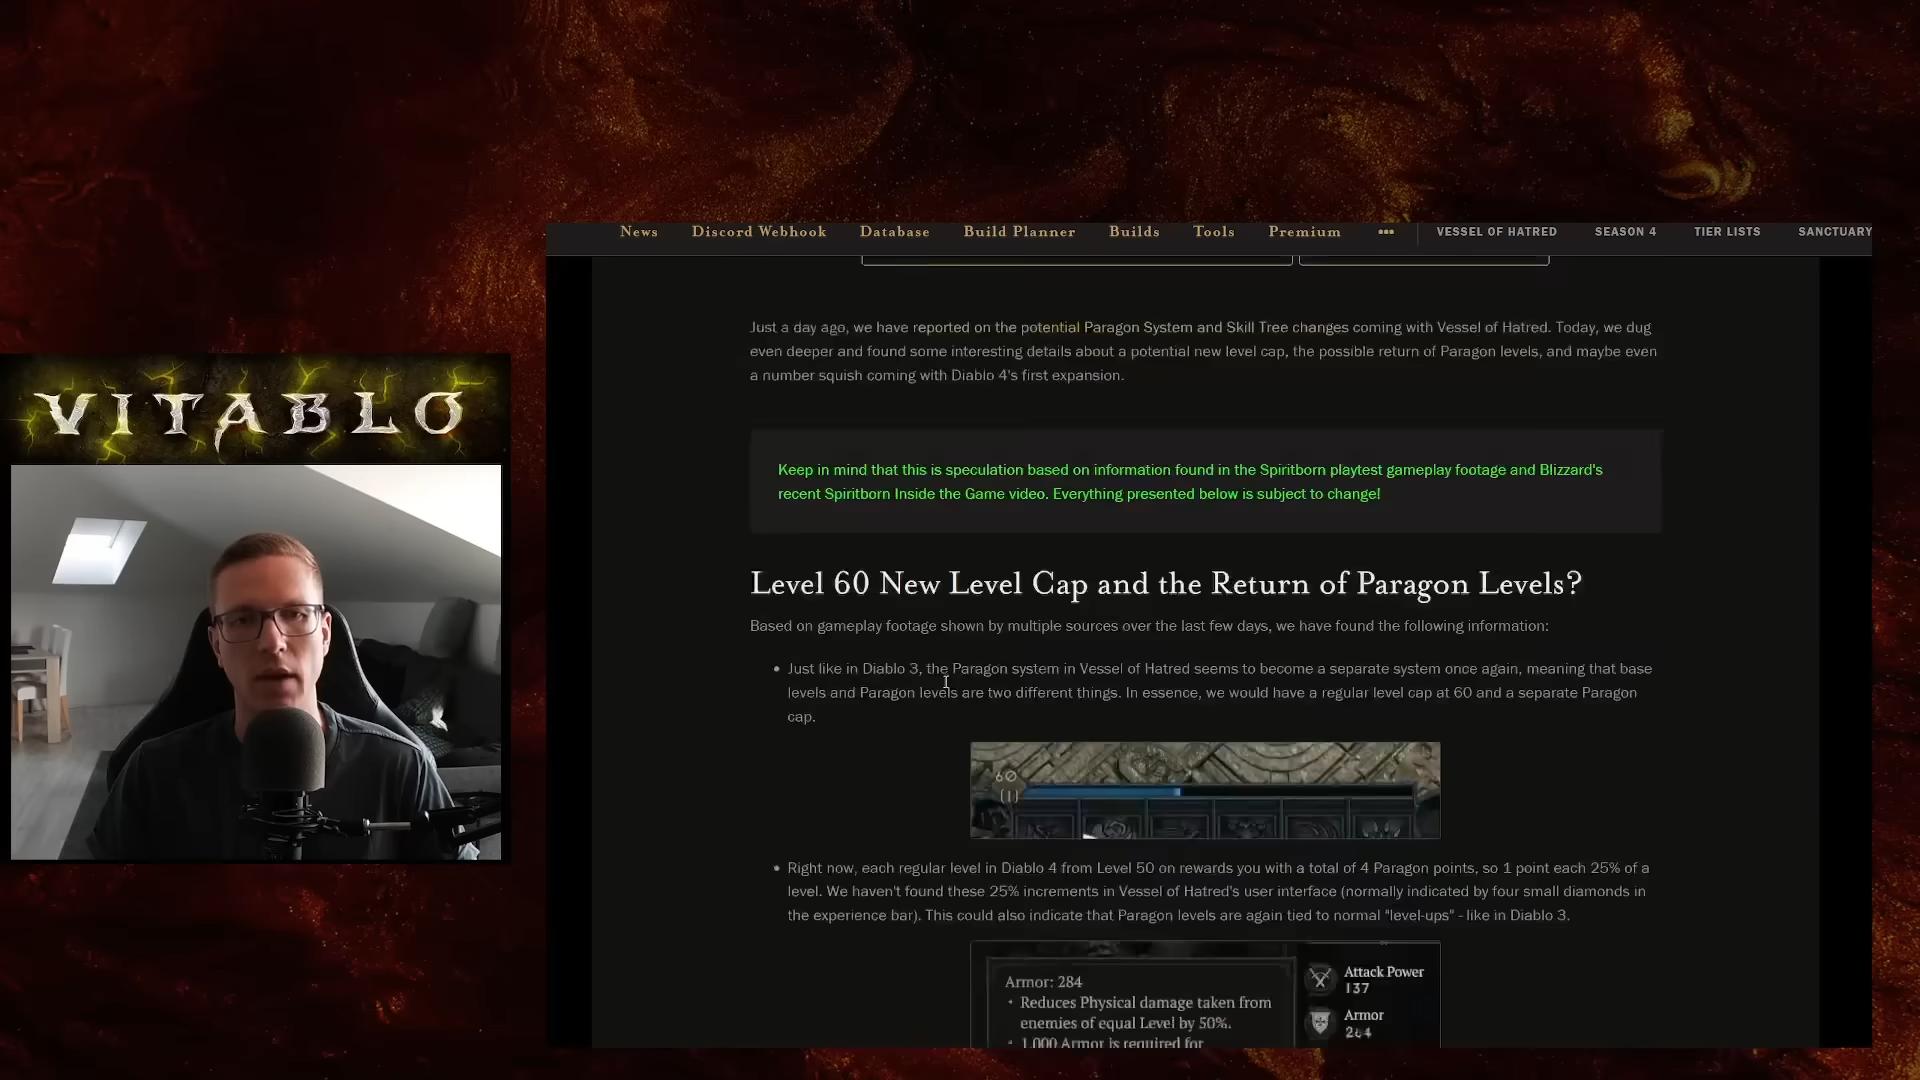 News Discord Webhook Database Build Planner Builds Tools Premium ••• VESSEL OF HATRED SEASON 4 TIER LISTS SANCTUARY
Just a day ago, we have reported on the potential Paragon System and Skill Tree changes coming with Vessel of Hatred. Today, we dug
even deeper and found some interesting details about a potential new level cap, the possible return of Paragon levels, and maybe even
a number squish coming with Diablo 4's first expansion.
VITABLO
Keep in mind that this is speculation based on information found in the Spiritborn playtest gameplay footage and Blizzard's
recent Spiritborn Inside the Game video. Everything presented below is subject to change!
Level 60 New Level Cap and the Return of Paragon Levels?
Based on gameplay footage shown by multiple sources over the last few days, we have found the following information:
• Just like in Diablo 3, the Paragon system in Vessel of Hatred seems to become a separate system once again, meaning that base
levels and Paragon levels are two different things. In essence, we would have a regular level cap at 60 and a separate Paragon
cap.
60
(1)
• Right now, each regular level in Diablo 4 from Level 50 on rewards you with a total of 4 Paragon points, so 1 point each 25% of a
level. We haven't found these 25% increments in Vessel of Hatred's user interface (normally indicated by four small diamonds in
the experience bar). This could also indicate that Paragon levels are again tied to normal "level-ups" - like in Diablo 3.
Armor: 284
• Reduces Physical damage taken from
enemies of equal Level by 50%.
• 1,000 Armor is required for
Attack Power
137
Armor
284